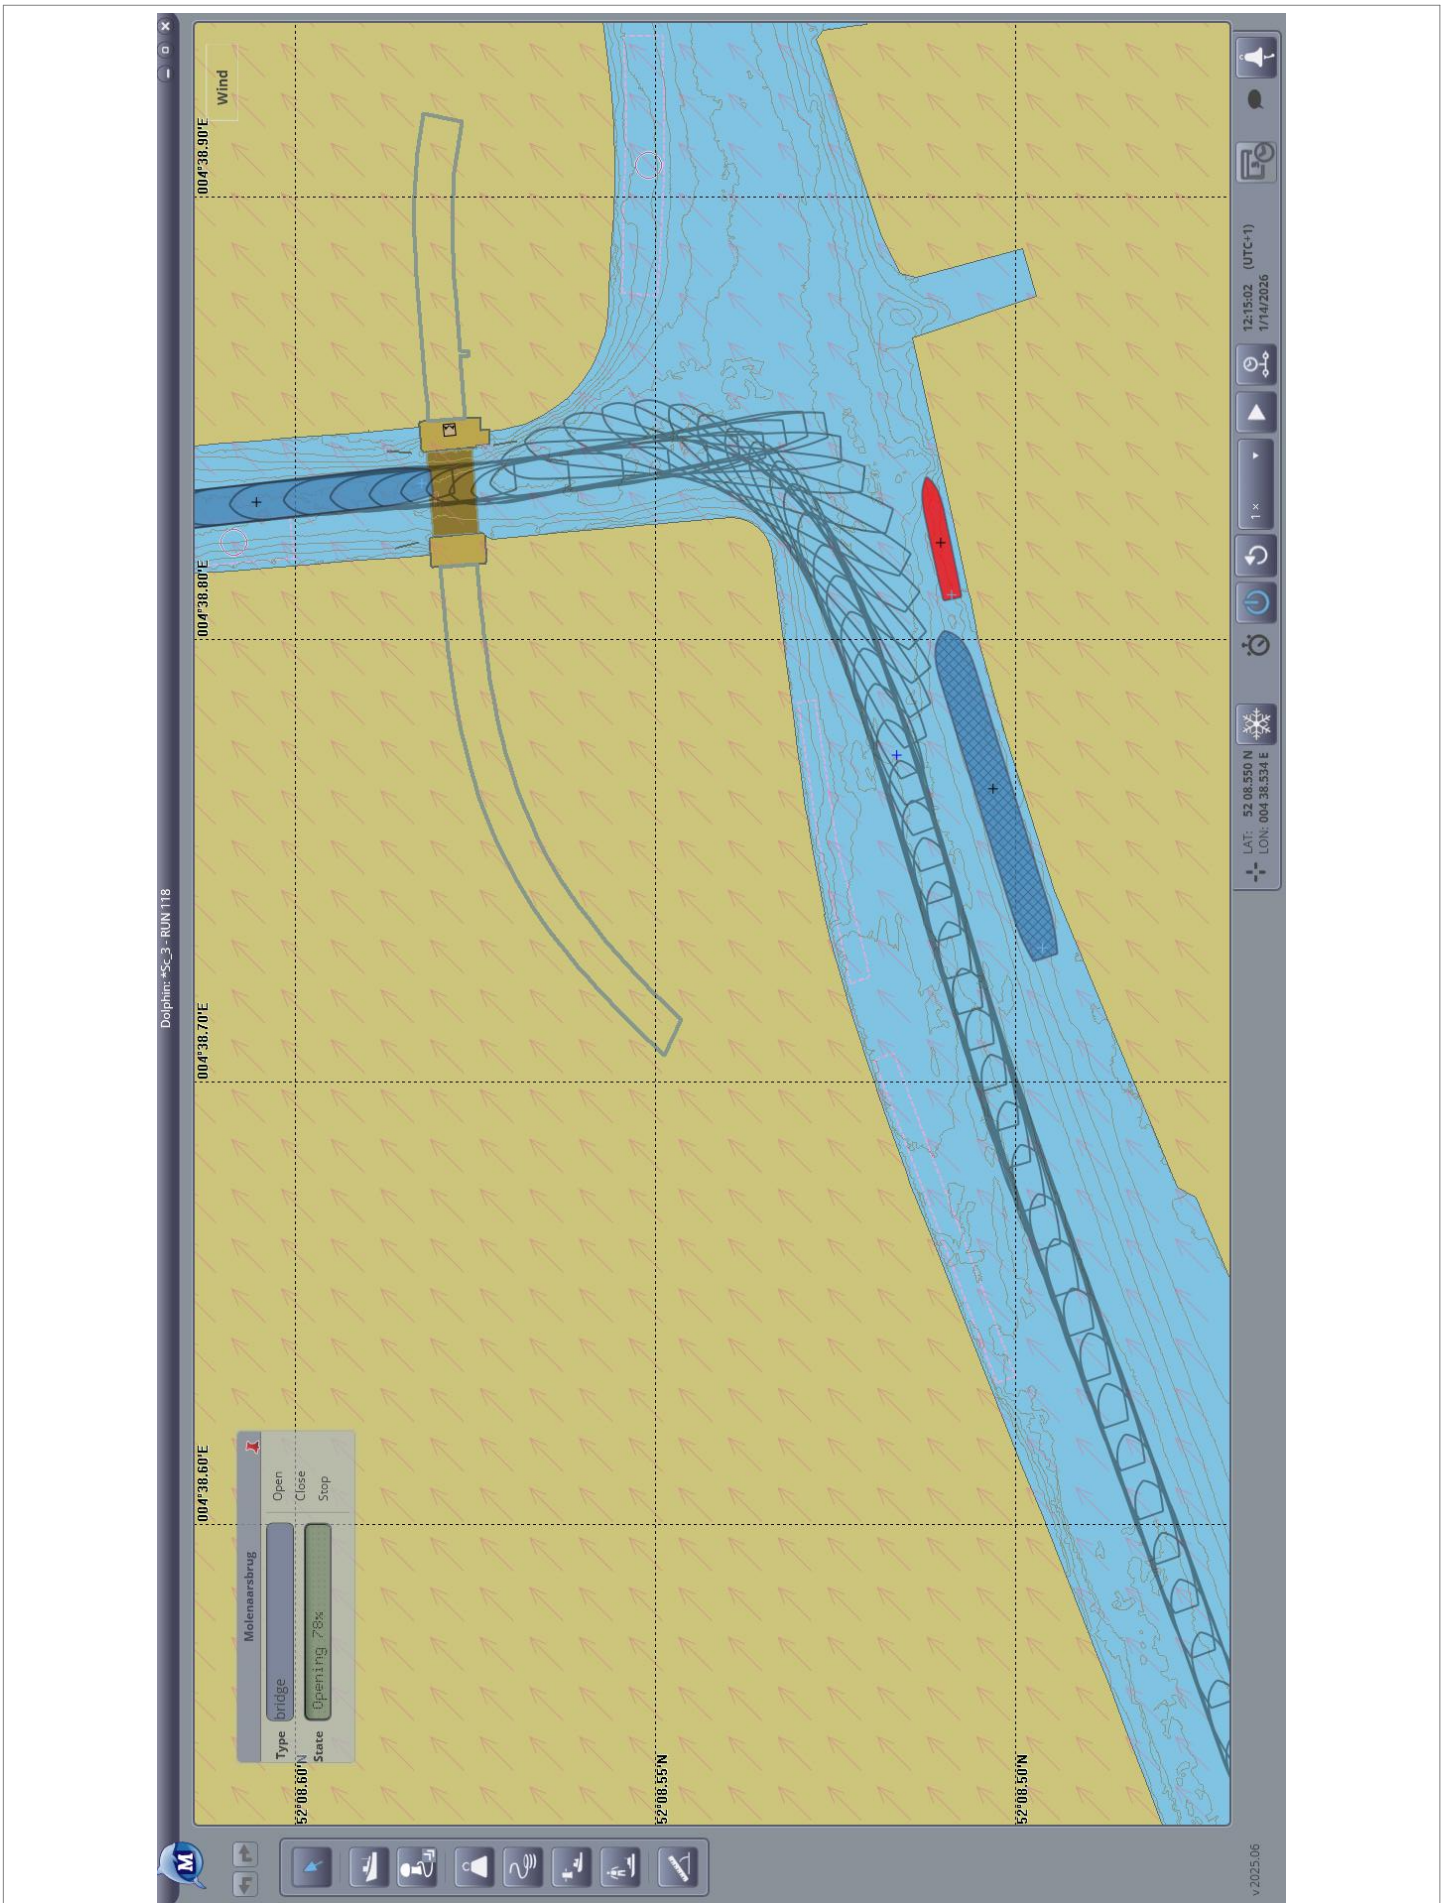 Dolphin: *Sc_3 - RUN 118
Molenaarsbrug
Type bridge
State Opening 78%
Open
Close
Stop
004°38.60'E
004°38.70'E
004°38.80'E
004°38.90'E
Wind
52°08.60'N
52°08.55'N
52°08.50'N
v 2025.06
LAT: 52 08.550 N
LON: 004 38.534 E
1 ×
12:15:02 (UTC+1)
1/14/2026
M